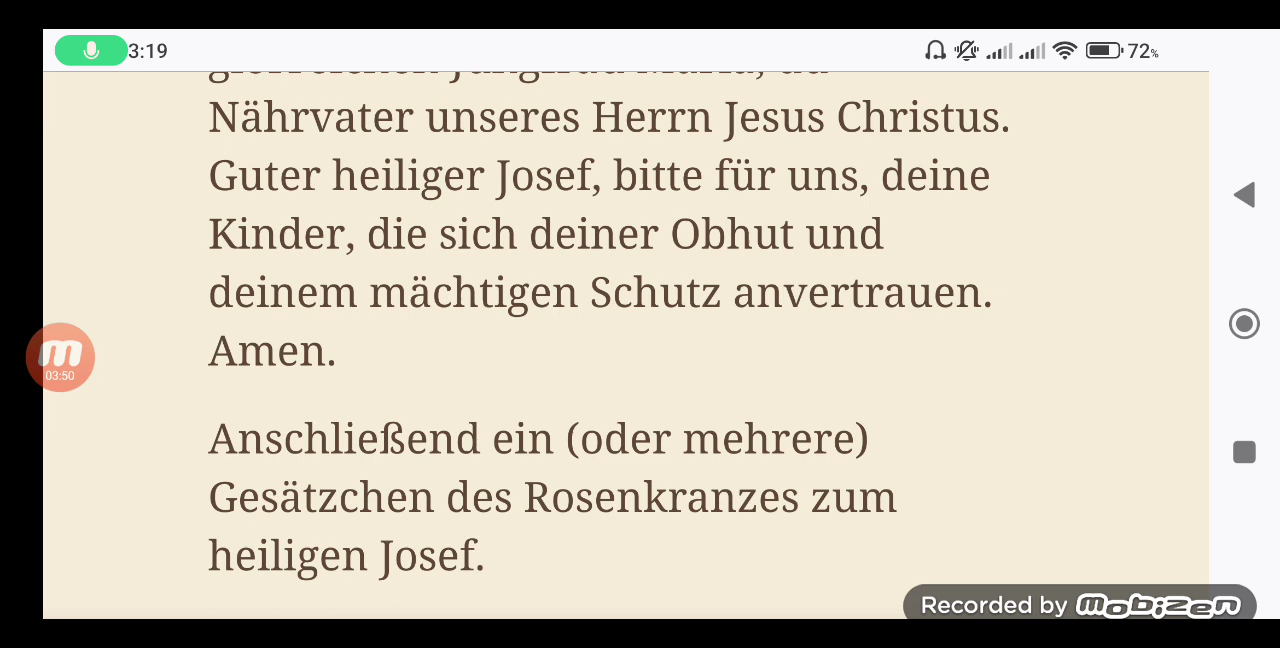 3:19
72%
Nährvater unseres Herrn Jesus Christus.
Guter heiliger Josef, bitte für uns, deine
Kinder, die sich deiner Obhut und
deinem mächtigen Schutz anvertrauen.
Amen.
03:50
Anschließend ein (oder mehrere)
Gesätzchen des Rosenkranzes zum
heiligen Josef.
Recorded by mobizen